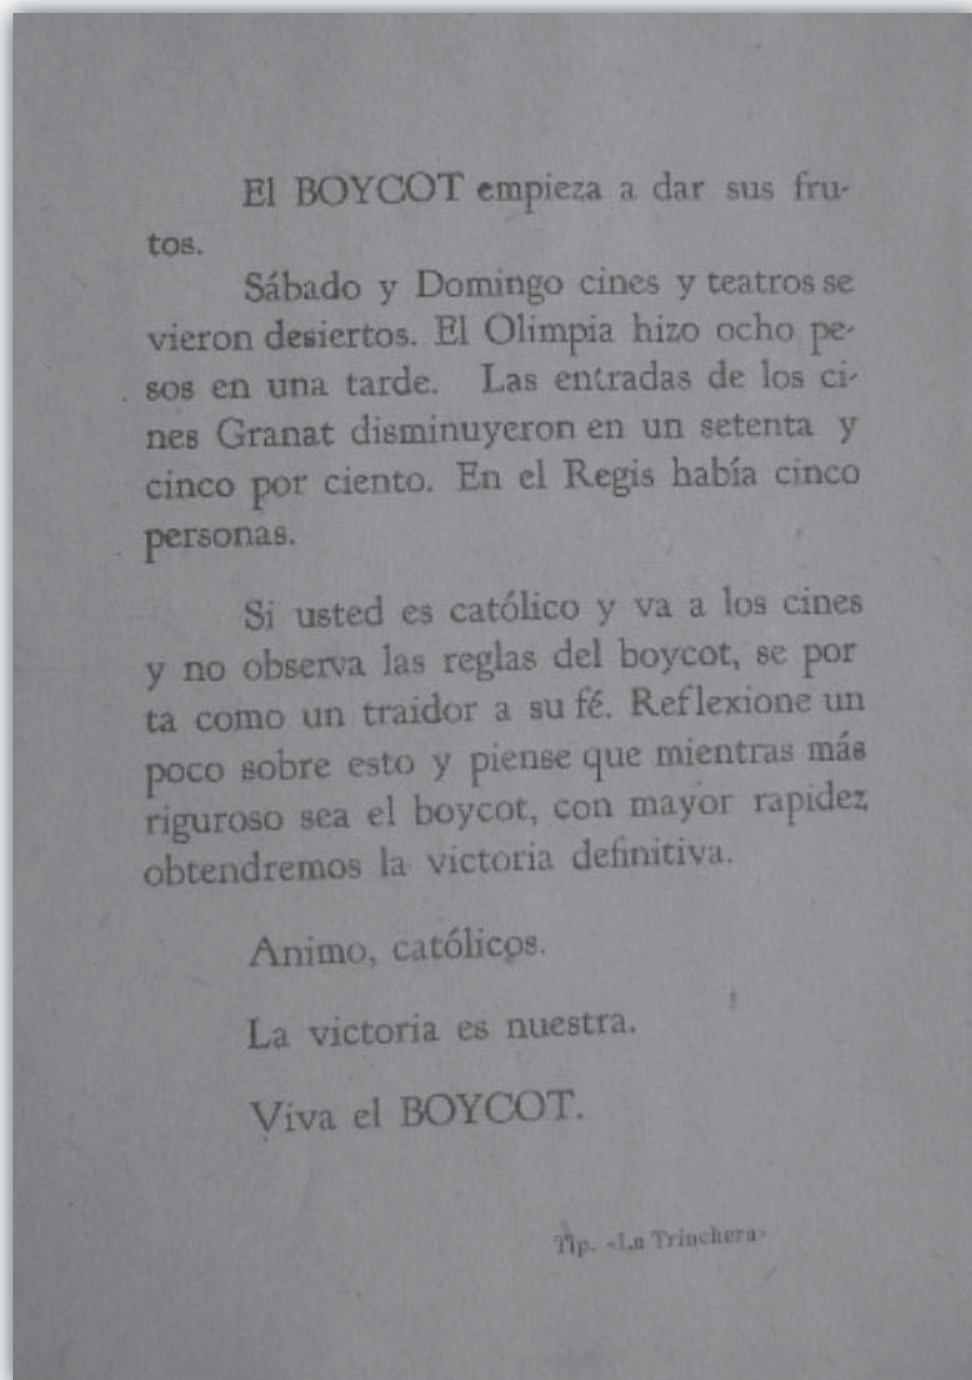 El BOYCOT empieza a dar sus fru-
tos.
Sábado y Domingo cines y teatros se
vieron desiertos. El Olimpia hizo ocho pe-
sos en una tarde. Las entradas de los ci-
nes Granat disminuyeron en un setenta y
cinco por ciento. En el Regis había cinco
personas.
Si usted es católico y va a los cines
y no observa las reglas del boycot, se por
ta como un traidor a su fé. Reflexione un
poco sobre esto y piense que mientras más
riguroso sea el boycot, con mayor rapidez
obtendremos la victoria definitiva.
Animo, católicos.
La victoria es nuestra.
Viva el BOYCOT.
Tip. «La Trinchera»